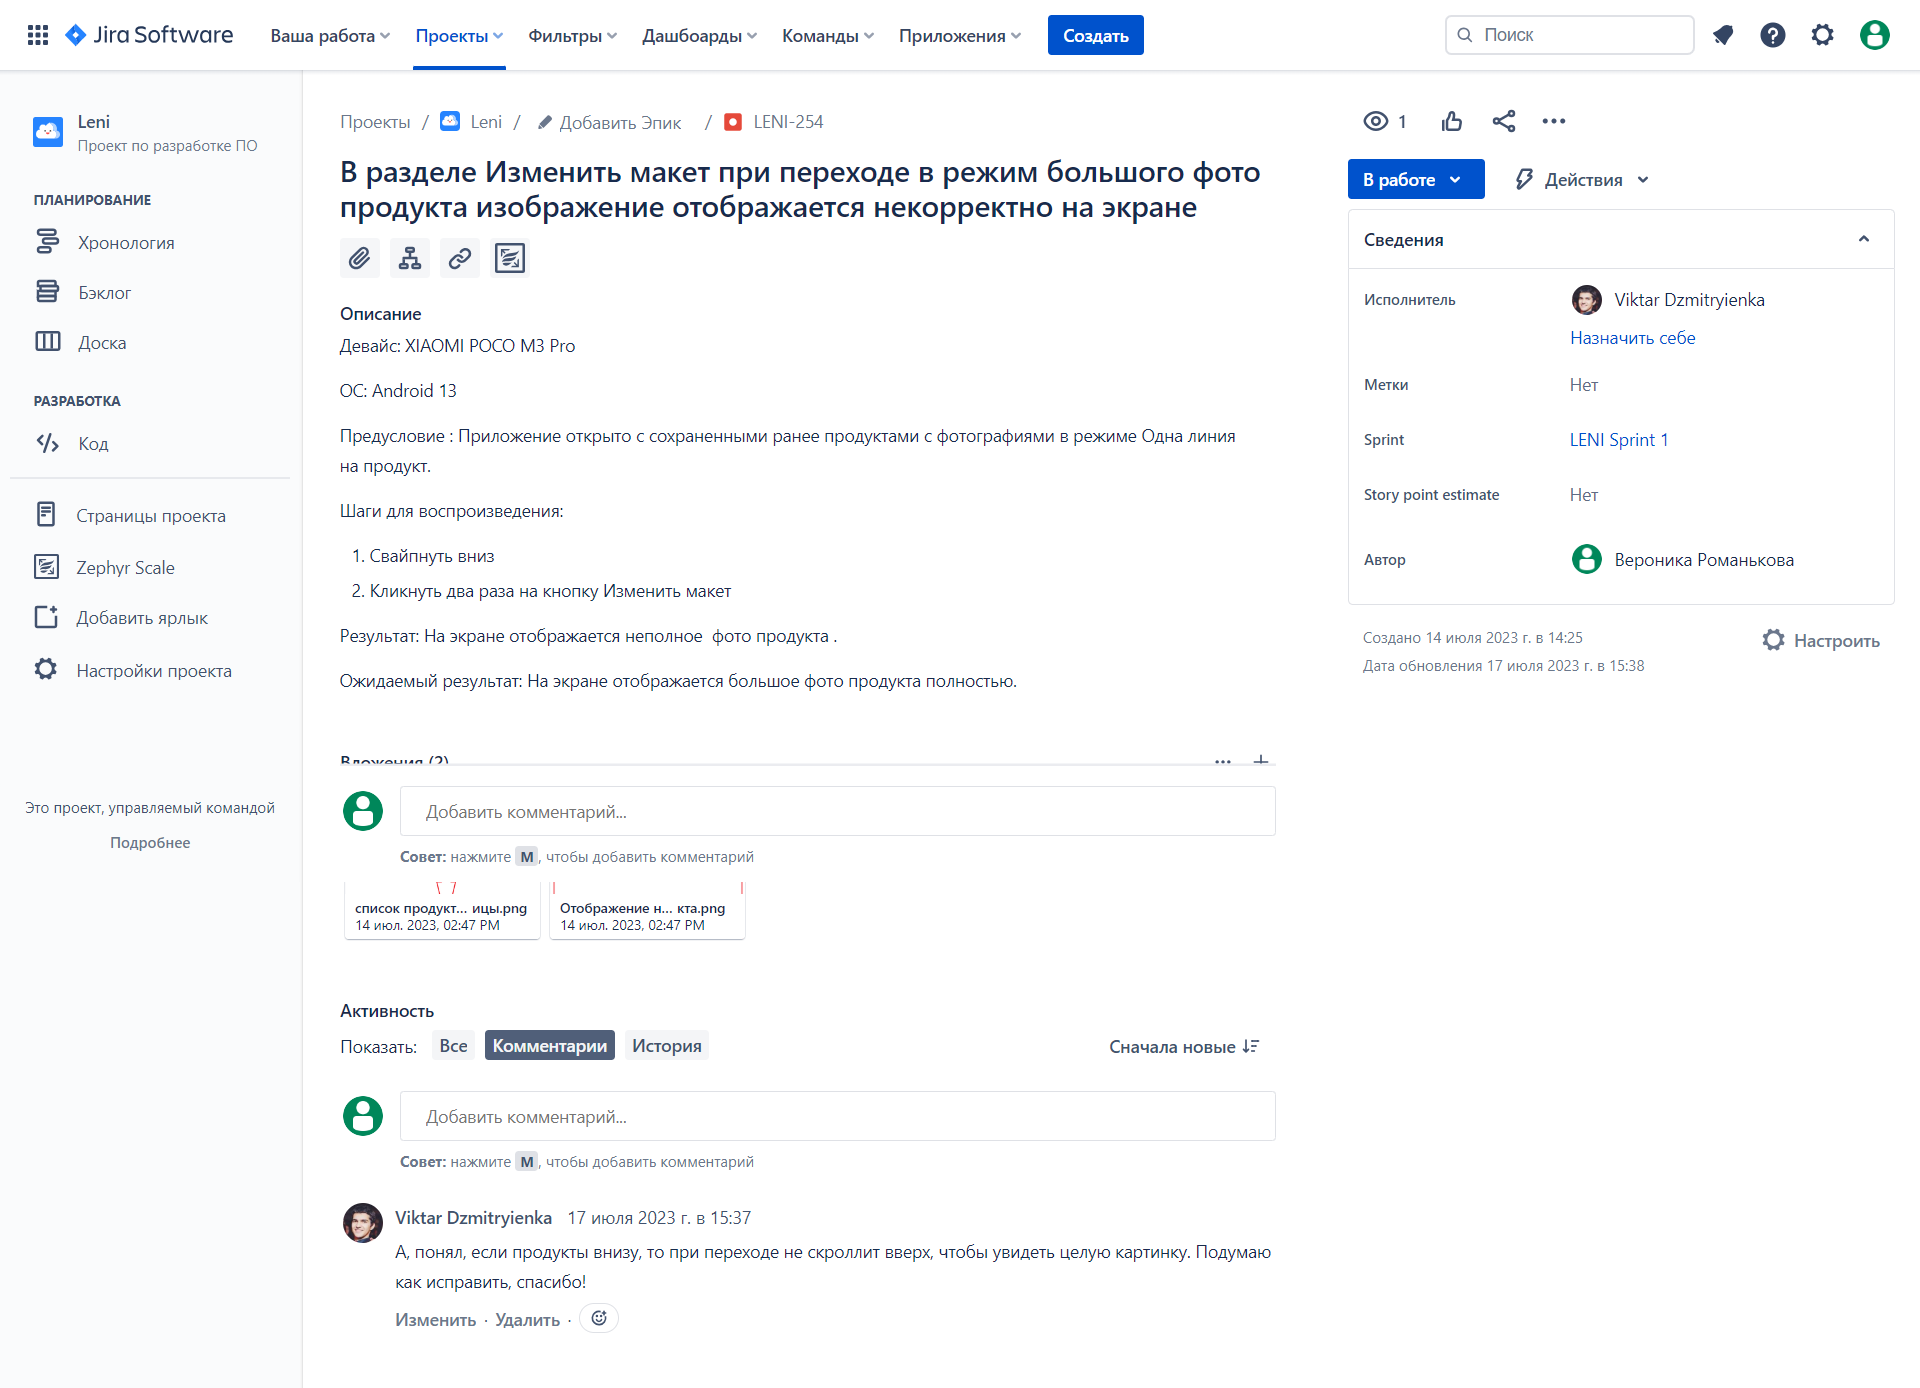 Jira Software
Ваша работа
Проекты
Фильтры
Дашбоарды
Команды
Приложения
Создать
Поиск
Leni
Проект по разработке ПО
ПЛАНИРОВАНИЕ
Хронология
Бэклог
Доска
РАЗРАБОТКА
Код
Страницы проекта
Zephyr Scale
Добавить ярлык
Настройки проекта
Это проект, управляемый командой
Подробнее
Проекты / Leni / Добавить Эпик / LENI-254
В разделе Изменить макет при переходе в режим большого фото
продукта изображение отображается некорректно на экране
Описание
Девайс: XIAOMI POCO M3 Pro
ОС: Android 13
Предусловие : Приложение открыто с сохраненными ранее продуктами с фотографиями в режиме Одна линия
на продукт.
Шаги для воспроизведения:
1. Свайпнуть вниз
2. Кликнуть два раза на кнопку Изменить макет
Результат: На экране отображается неполное  фото продукта .
Ожидаемый результат: На экране отображается большое фото продукта полностью.
Вложения (2)
Добавить комментарий...
Совет: нажмите M, чтобы добавить комментарий
список продукт... ицы.png
14 июл. 2023, 02:47 PM
Отображение н... кта.png
14 июл. 2023, 02:47 PM
Активность
Показать: Все Комментарии История
Сначала новые
Добавить комментарий...
Совет: нажмите M, чтобы добавить комментарий
Viktar Dzmitryienka 17 июля 2023 г. в 15:37
А, понял, если продукты внизу, то при переходе не скроллит вверх, чтобы увидеть целую картинку. Подумаю
как исправить, спасибо!
Изменить · Удалить ·
1
В работе
Действия
Сведения
Исполнитель
Viktar Dzmitryienka
Назначить себе
Метки
Нет
Sprint
LENI Sprint 1
Story point estimate
Нет
Автор
Вероника Романькова
Создано 14 июля 2023 г. в 14:25
Дата обновления 17 июля 2023 г. в 15:38
Настроить